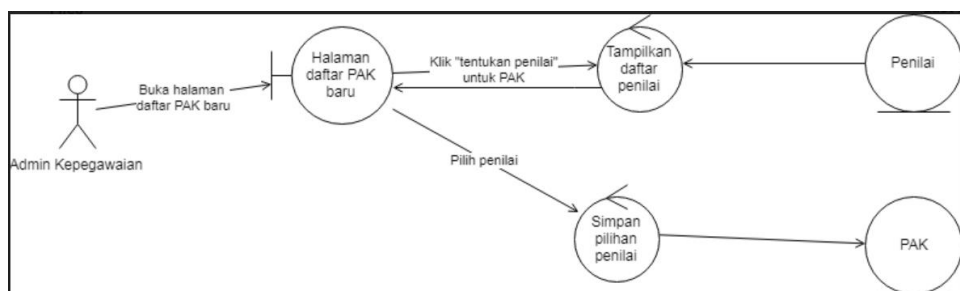 Halaman
daftar PAK
baru
Klik "tentukan penilai"
untuk PAK
Tampilkan
daftar
penilai
Penilai
Buka halaman
daftar PAK baru
Admin Kepegawaian
Pilih penilai
Simpan
pilihan
penilai
PAK